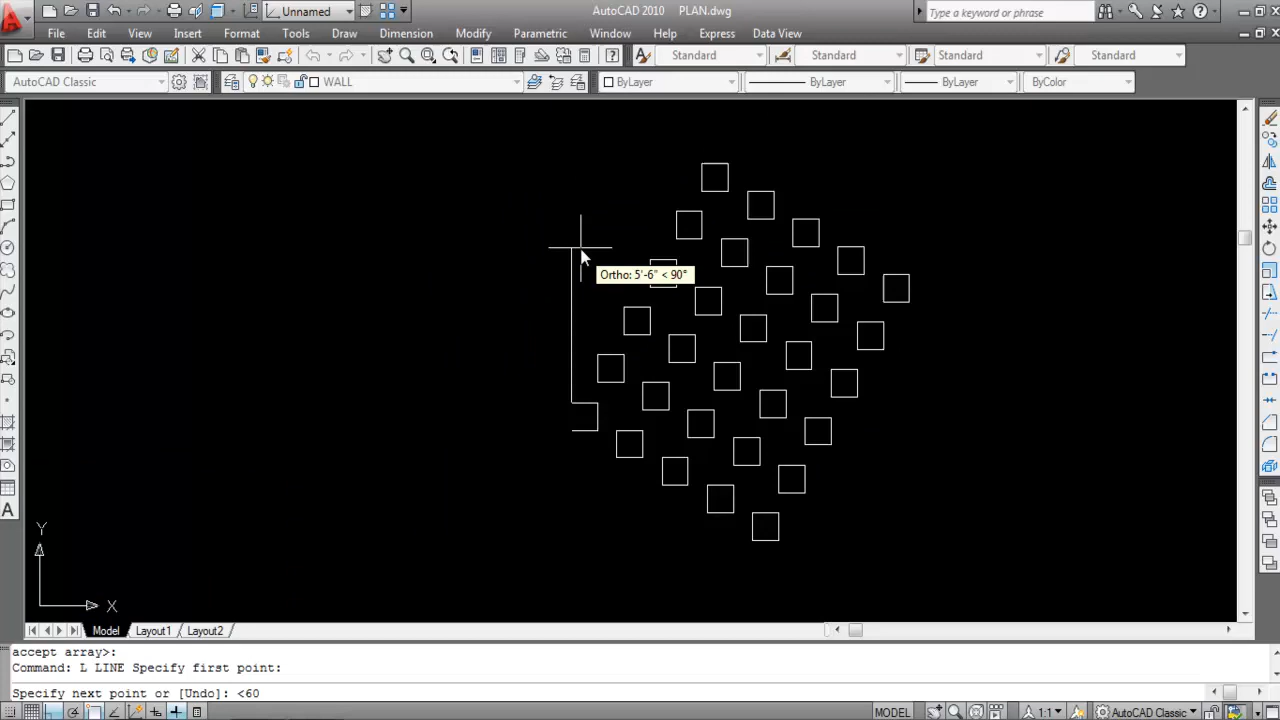 Unnamed
AutoCAD 2010 PLAN.dwg
Type a keyword or phrase
File Edit View Insert Format Tools Draw Dimension Modify Parametric Window Help Express Data View
Standard Standard Standard Standard
AutoCAD Classic WALL ByLayer ByLayer ByLayer ByColor
Ortho: 5'-6" < 90°
Y
X
Model Layout1 Layout2
accept array>:
Command: L LINE Specify first point:
Specify next point or [Undo]: <60
MODEL 1:1 AutoCAD Classic